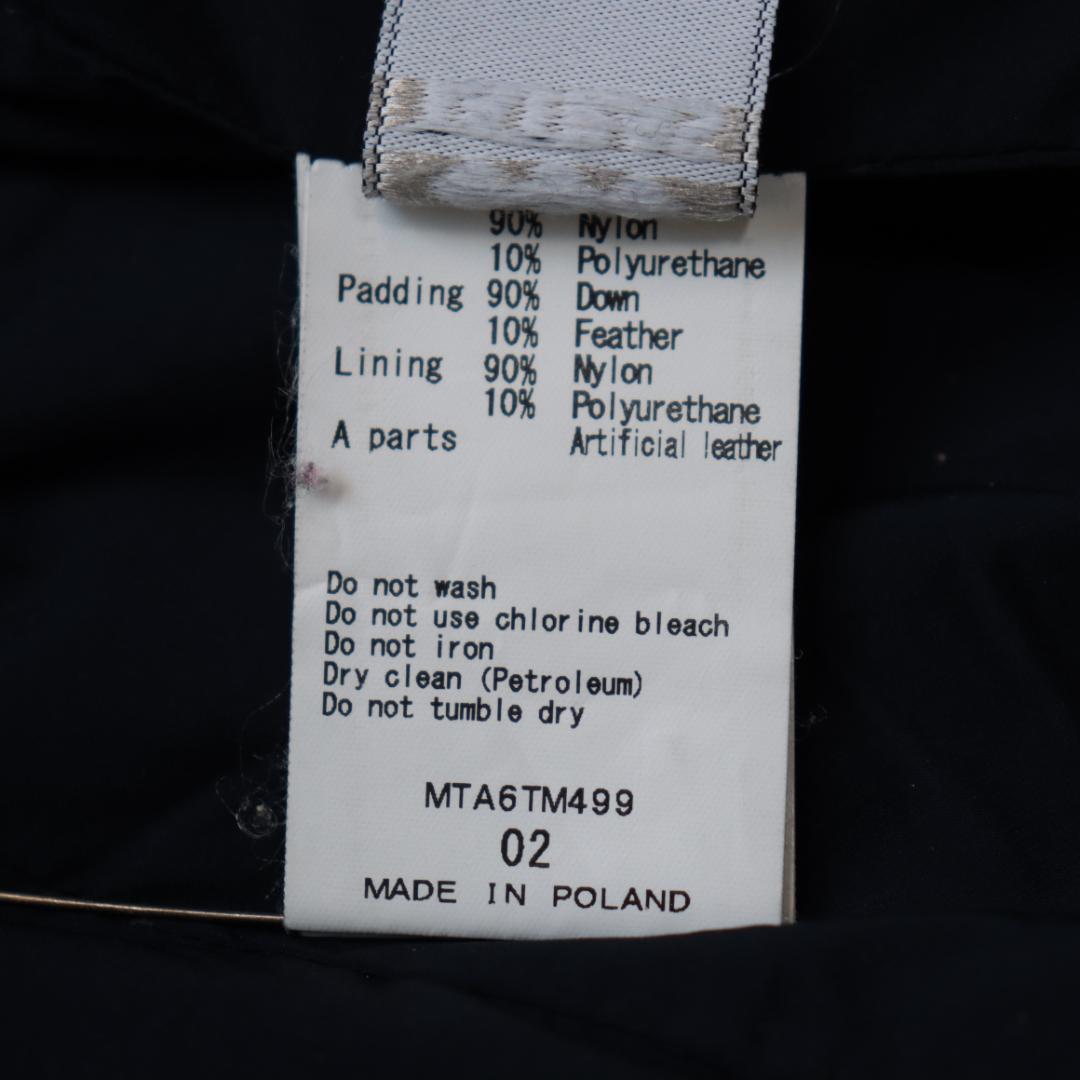 90% Nylon
10% Polyurethane
Padding 90% Down
10% Feather
Lining 90% Nylon
10% Polyurethane
A parts Artificial leather
Do not wash
Do not use chlorine bleach
Do not iron
Dry clean (Petroleum)
Do not tumble dry
MTA6TM499
02
MADE IN POLAND